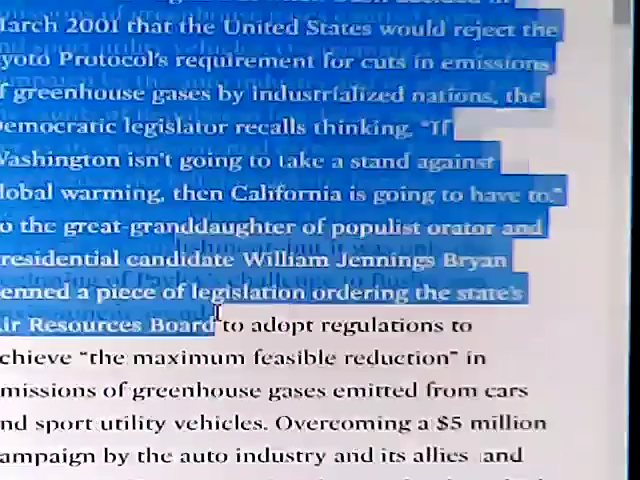 March 2001 that the United States would reject the
yoto Protocol's requirement for cuts in emissions
f greenhouse gases by industrialized nations, the
emocratic legislator recalls thinking, "If
Washington isn't going to take a stand against
lobal warming, then California is going to have to."
o the great-granddaughter of populist orator and
residential candidate William Jennings Bryan
enned a piece of legislation ordering the state's
ir Resources Board to adopt regulations to
chieve "the maximum feasible reduction" in
missions of greenhouse gases emitted from cars
nd sport utility vehicles. Overcoming a $5 million
ampaign by the auto industry and its allies and